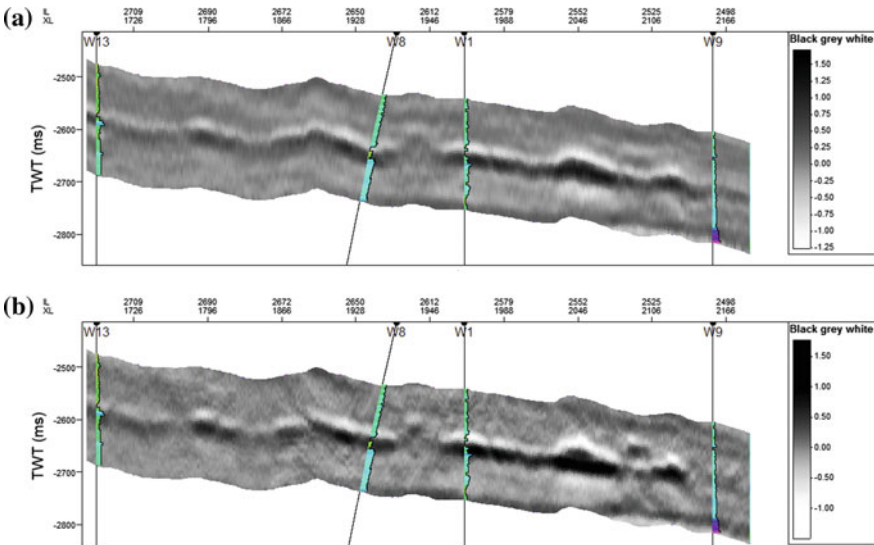 (a)
IL 2709 2690 2672 2650 2612 2579 2552 2525 2498
XL 1726 1796 1866 1928 1946 1988 2046 2106 2166
W13 W8 W1 W9
Black grey white
TWT (ms)
-2500
-2600
-2700
-2800
1.50
1.25
1.00
0.75
0.50
0.25
0.00
-0.25
-0.50
-0.75
-1.00
-1.25
(b)
IL 2709 2690 2672 2650 2612 2579 2552 2525 2498
XL 1726 1796 1866 1928 1946 1988 2046 2106 2166
W13 W8 W1 W9
Black grey white
TWT (ms)
-2500
-2600
-2700
-2800
1.50
1.00
0.50
0.00
-0.50
-1.00